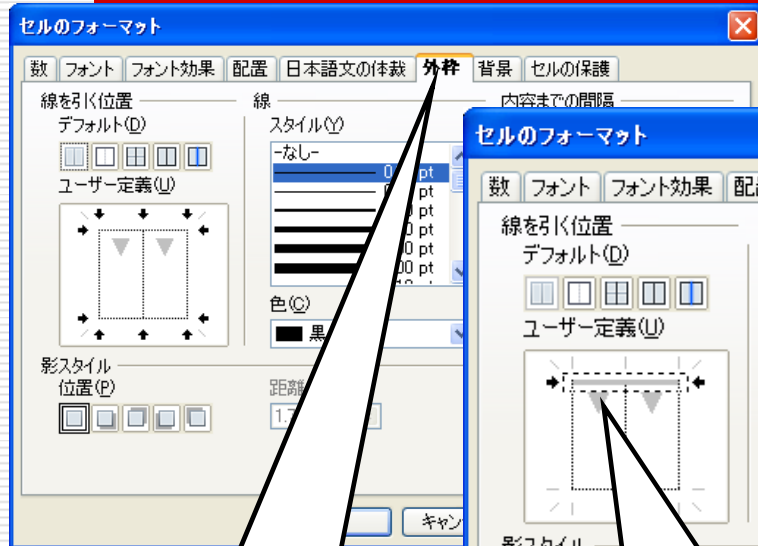 セルのフォーマット
数 フォント フォント効果 配置 日本語文の体裁 外枠 背景 セルの保護
線を引く位置 線 内容までの間隔
デフォルト(D) スタイル(Y)
-なし-
pt
ユーザー定義(U)
pt
pt
pt
色(C)
黒
影スタイル
位置(P)
キャン
セルのフォーマット
数 フォント フォント効果
線を引く位置
デフォルト(D)
ユーザー定義(U)